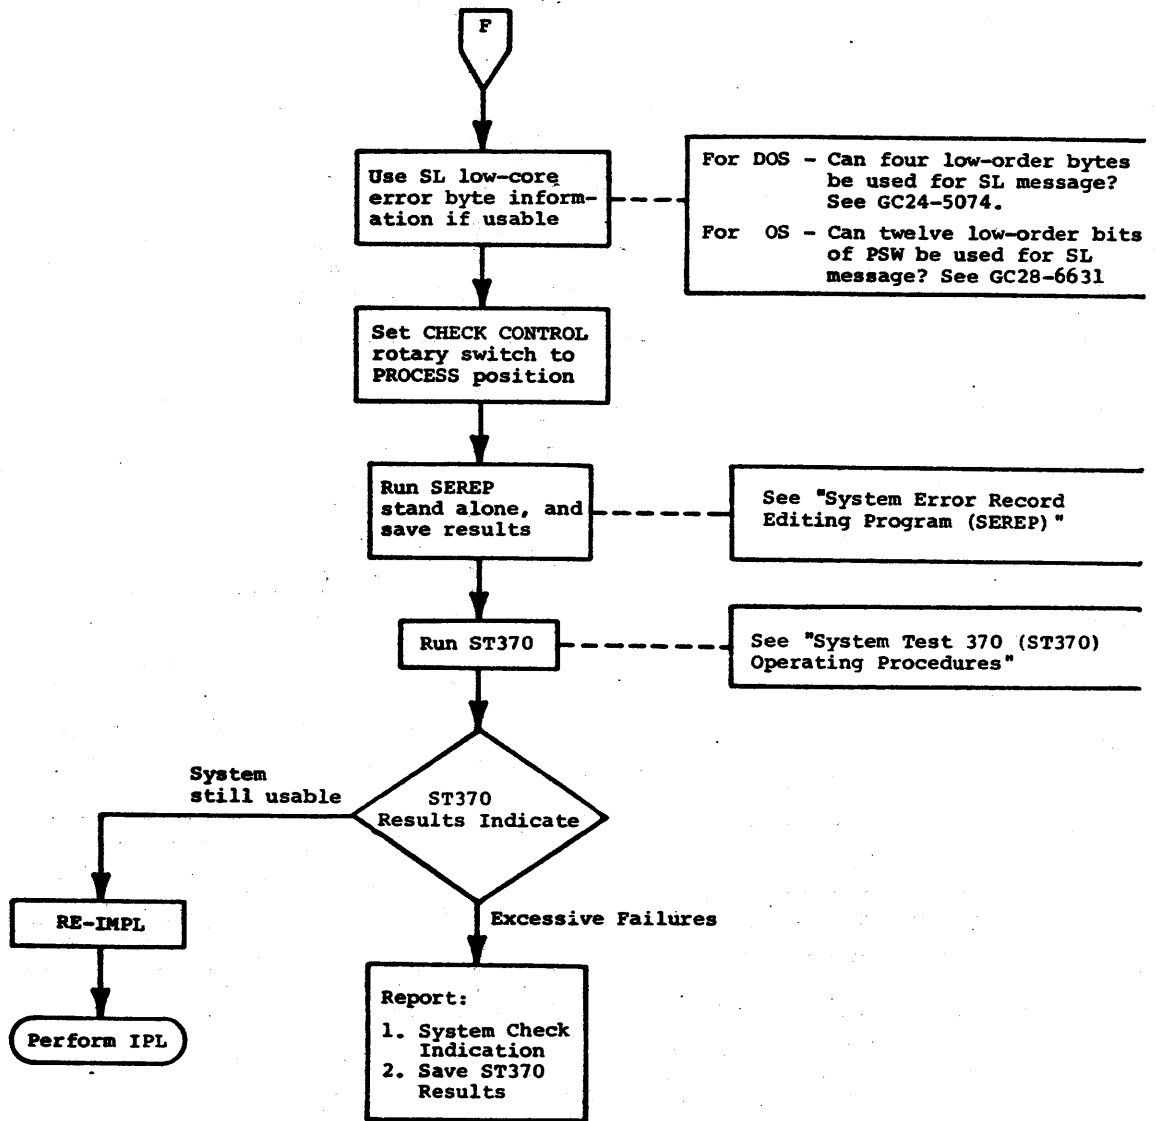 F
Use SL low-core
error byte inform-
ation if usable
For DOS - Can four low-order bytes
be used for SL message?
See GC24-5074.
For OS - Can twelve low-order bits
of PSW be used for SL
message? See GC28-6631
Set CHECK CONTROL
rotary switch to
PROCESS position
Run SEREP
stand alone, and
save results
See "System Error Record
Editing Program (SEREP)"
Run ST370
See "System Test 370 (ST370)
Operating Procedures"
System
still usable
ST370
Results Indicate
RE-IMPL
Excessive Failures
Perform IPL
Report:
1. System Check
Indication
2. Save ST370
Results